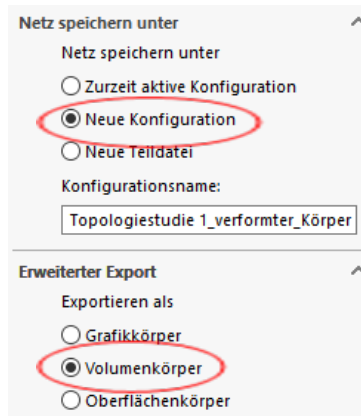 Netz speichern unter
Netz speichern unter
Zurzeit aktive Konfiguration
Neue Konfiguration
Neue Teildatei
Konfigurationsname:
Topologiestudie 1_verformter_Körper
Erweiterter Export
Exportieren als
Grafikkörper
Volumenkörper
Oberflächenkörper